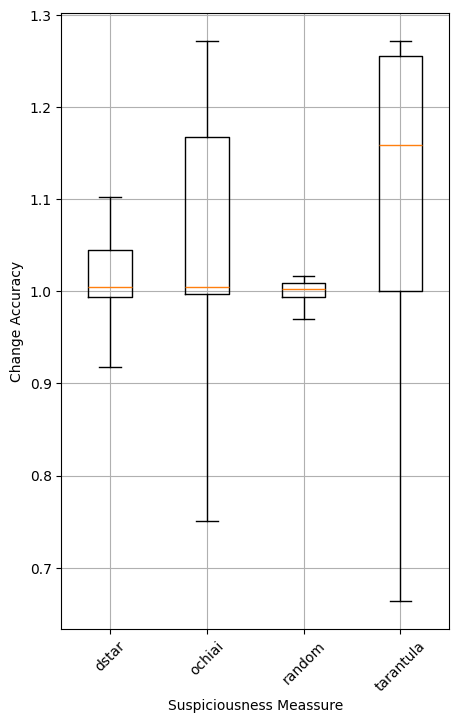 1.3
1.2
1.1
1.0
0.9
0.8
0.7
Change Accuracy
dstar
ochiai
random
tarantula
Suspiciousness Meassure